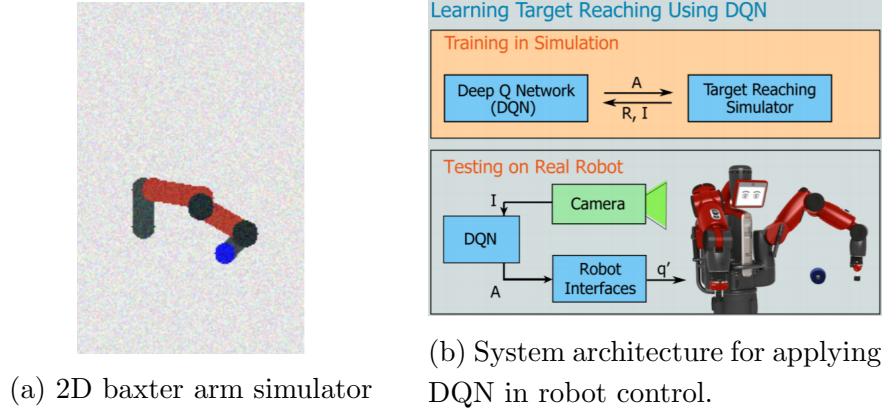 Learning Target Reaching Using DQN
Training in Simulation
Deep Q Network
(DQN)
A
R, I
Target Reaching
Simulator
Testing on Real Robot
I
Camera
DQN
A
Robot
Interfaces
q'
(a) 2D baxter arm simulator
(b) System architecture for applying
DQN in robot control.